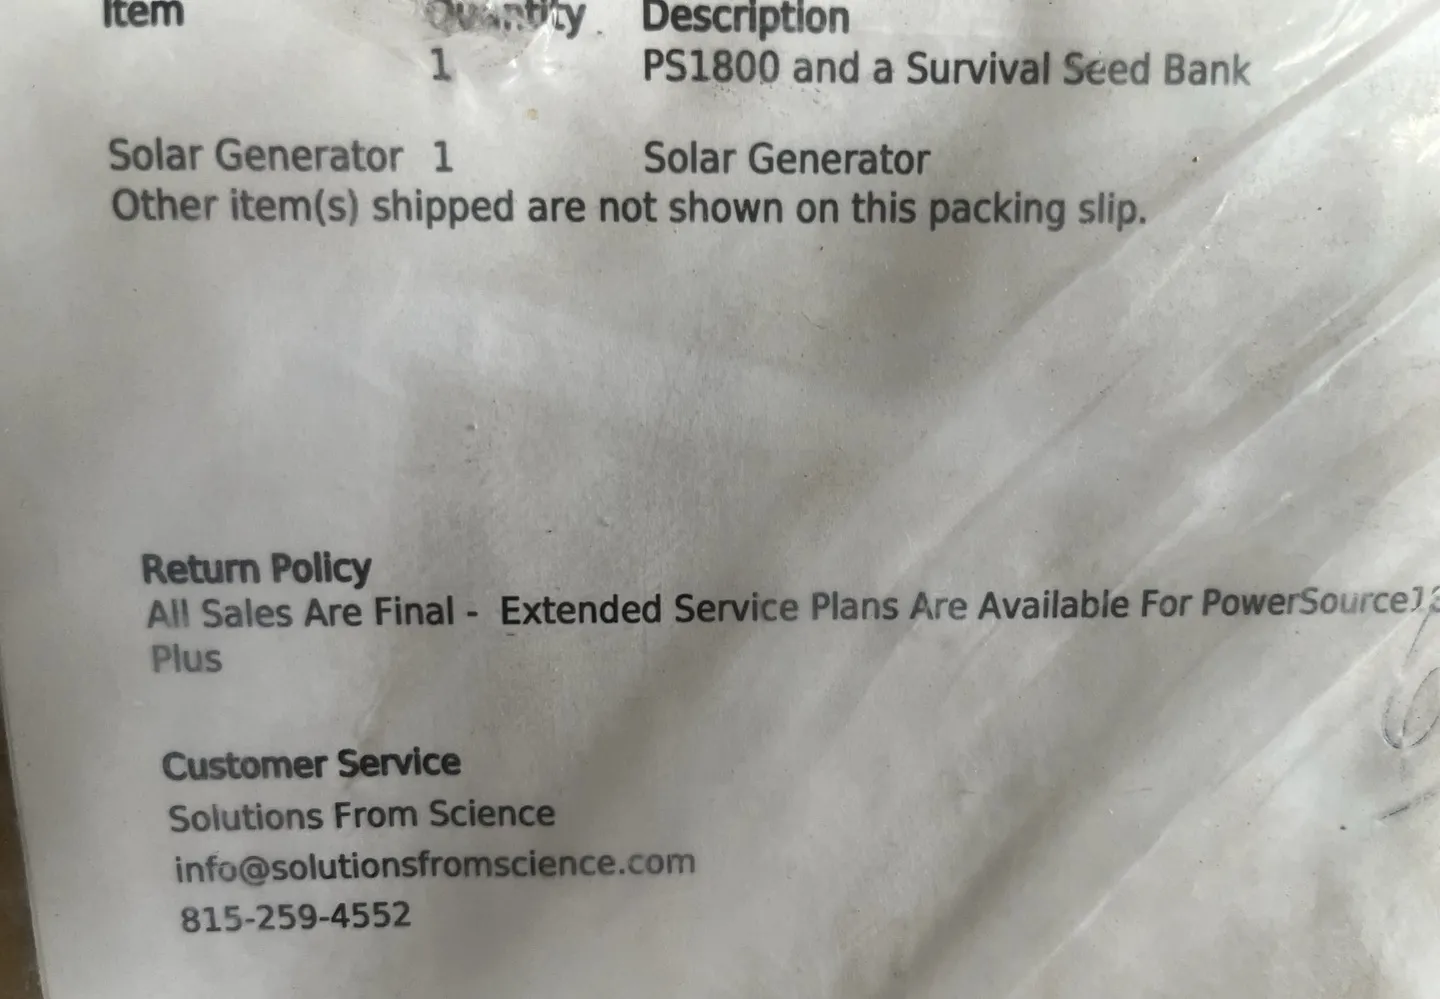 Item Quantity Description
1 PS1800 and a Survival Seed Bank
Solar Generator 1 Solar Generator
Other item(s) shipped are not shown on this packing slip.
Return Policy
All Sales Are Final - Extended Service Plans Are Available For
Plus
Customer Service
Solutions From Science
info@solutionsfromscience.com
815-259-4552